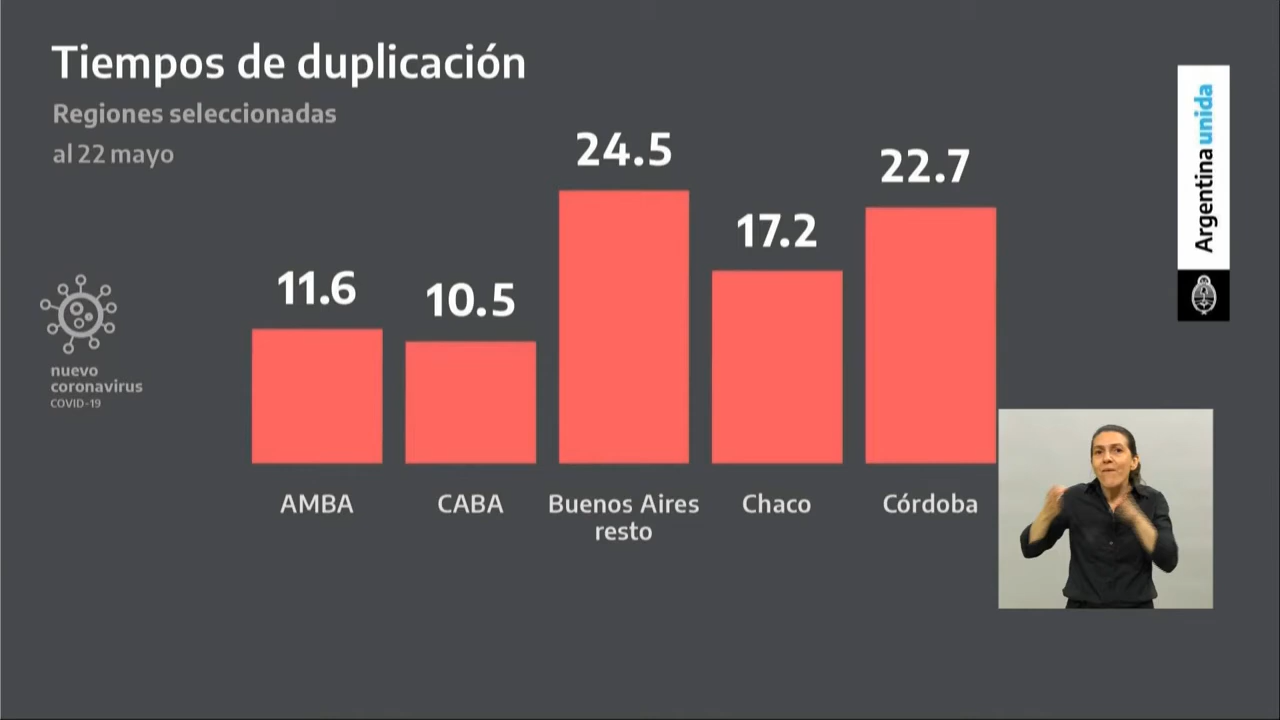 Tiempos de duplicación
Regiones seleccionadas
al 22 mayo
11.6
10.5
24.5
17.2
22.7
AMBA
CABA
Buenos Aires
resto
Chaco
Córdoba
nuevo
coronavirus
COVID-19
Argentina unida